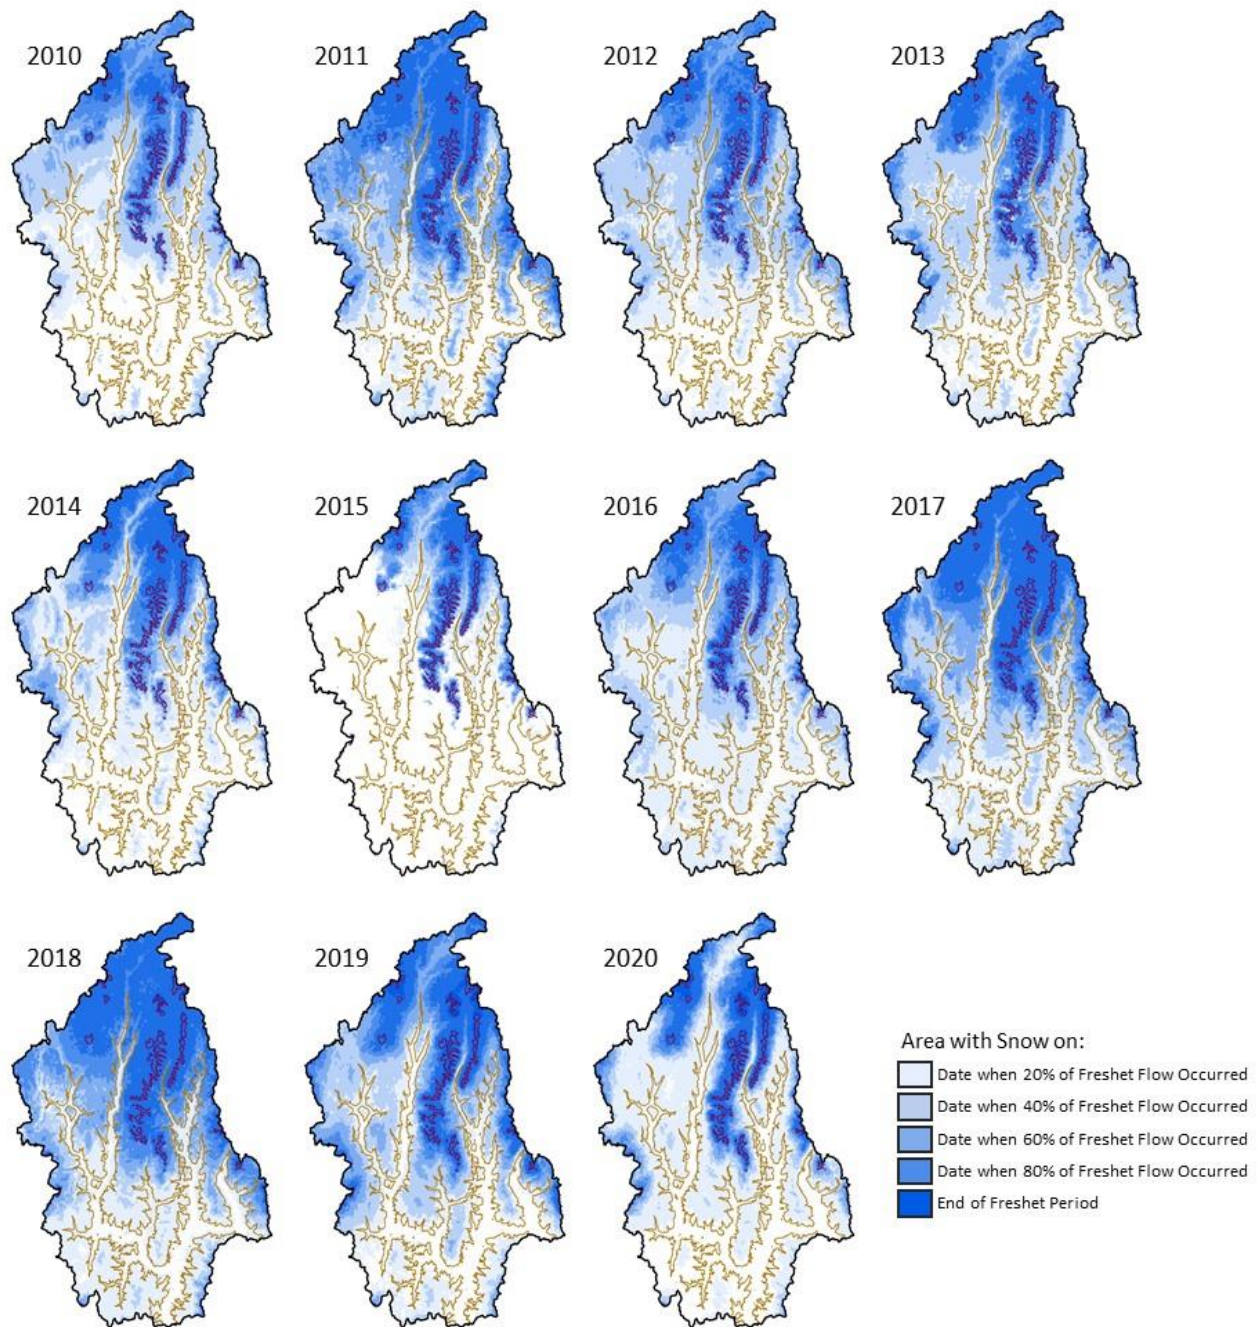 2010
2011
2012
2013
2014
2015
2016
2017
2018
2019
2020
Area with Snow on:
Date when 20% of Freshet Flow Occurred
Date when 40% of Freshet Flow Occurred
Date when 60% of Freshet Flow Occurred
Date when 80% of Freshet Flow Occurred
End of Freshet Period